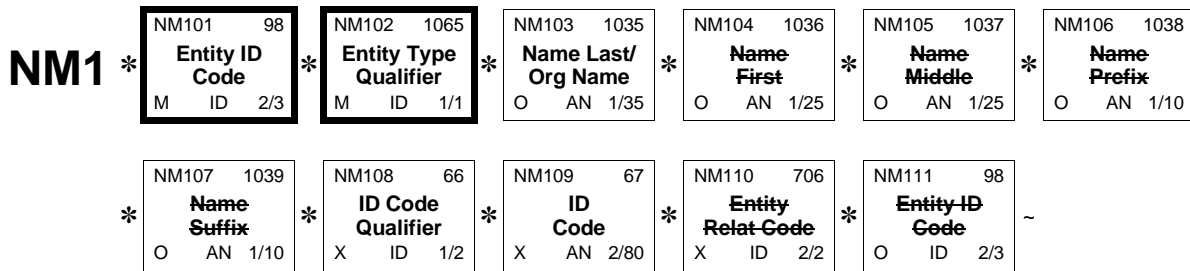 NM101 98 NM102 1065 NM103 1035 NM104 1036 NM105 1037 NM106 1038
NM1 * Entity ID * Entity Type * Name Last/ * Name * Name * Name
Code Qualifier Org Name First Middle Prefix
M ID 2/3 M ID 1/1 O AN 1/35 O AN 1/25 O AN 1/25 O AN 1/10
NM107 1039 NM108 66 NM109 67 NM110 706 NM111 98
* Name * ID Code * ID * Entity * Entity ID ~
Suffix Qualifier Code Relat Code Code
O AN 1/10 X ID 1/2 X AN 2/80 X ID 2/2 O ID 2/3